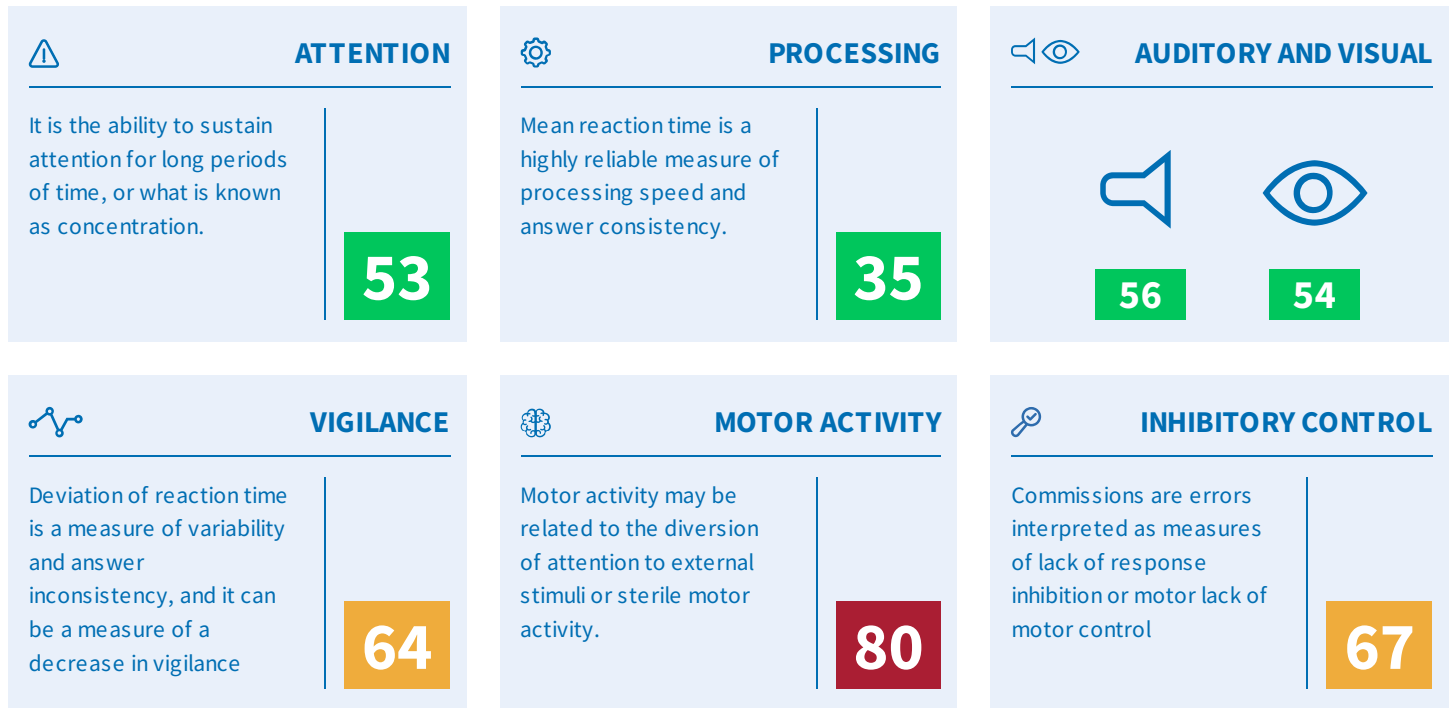 ATTENTION
It is the ability to sustain
attention for long periods
of time, or what is known
as concentration.
53
PROCESSING
Mean reaction time is a
highly reliable measure of
processing speed and
answer consistency.
35
AUDITORY AND VISUAL
56
54
VIGILANCE
Deviation of reaction time
is a measure of variability
and answer
inconsistency, and it can
be a measure of a
decrease in vigilance
64
MOTOR ACTIVITY
Motor activity may be
related to the diversion
of attention to external
stimuli or sterile motor
activity.
80
INHIBITORY CONTROL
Commissions are errors
interpreted as measures
of lack of response
inhibition or motor lack of
motor control
67